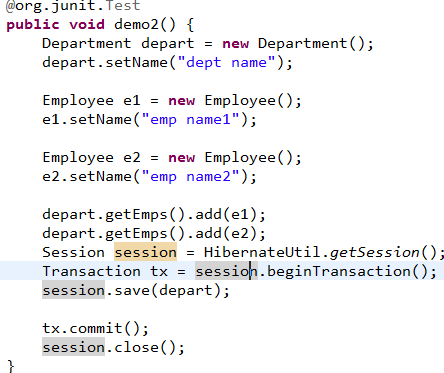 @org.junit.Test
public void demo2() {
Department depart = new Department();
depart.setName("dept name");
Employee e1 = new Employee();
e1.setName("emp name1");
Employee e2 = new Employee();
e2.setName("emp name2");
depart.getEmps().add(e1);
depart.getEmps().add(e2);
Session session = HibernateUtil.getSession();
Transaction tx = session.beginTransaction();
session.save(depart);
tx.commit();
session.close();
}